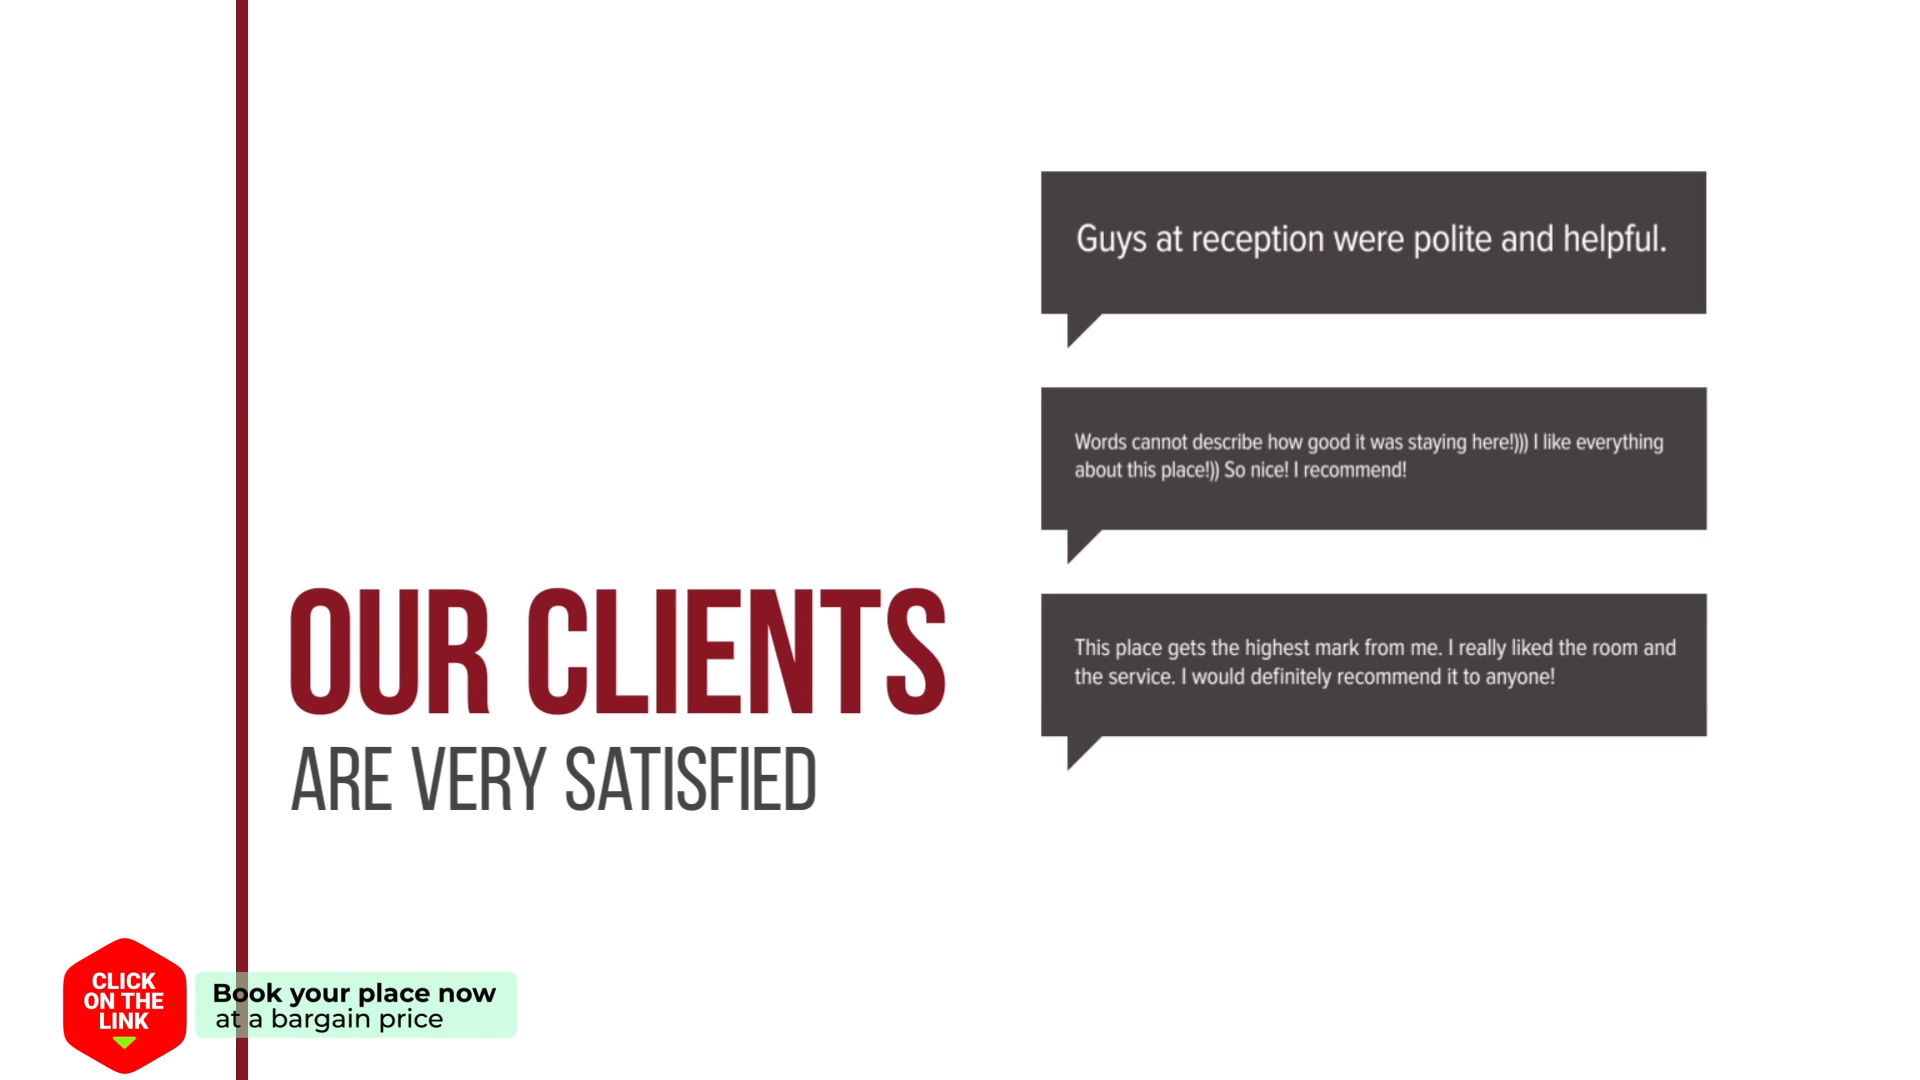 OUR CLIENTS
ARE VERY SATISFIED
Guys at reception were polite and helpful.
Words cannot describe how good it was staying here!))) I like everything
about this place!)) So nice! I recommend!
This place gets the highest mark from me. I really liked the room and
the service. I would definitely recommend it to anyone!
CLICK
ON THE
LINK
Book your place now
at a bargain price